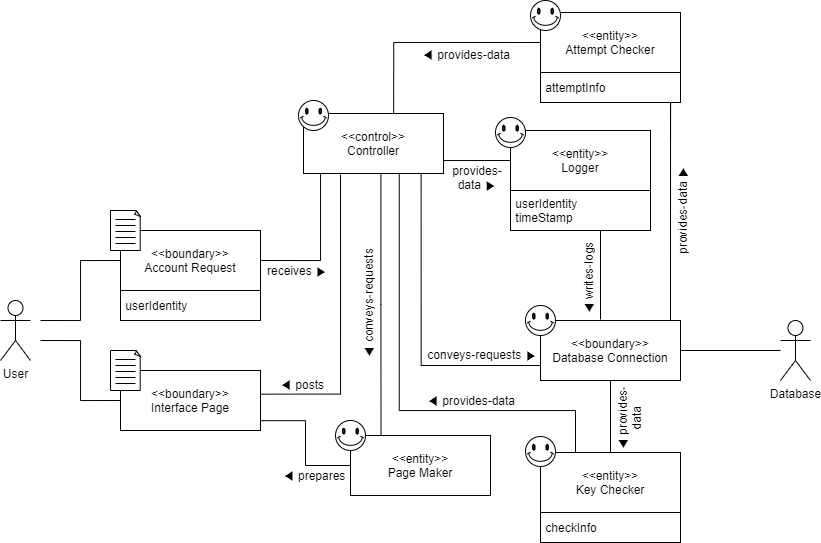 <<entity>>
Attempt Checker
attemptInfo
◄ provides-data
<<control>>
Controller
<<entity>>
Logger
userIdentity
timeStamp
provides-
data ►
provides-data ►
<<boundary>>
Account Request
userIdentity
receives ►
conveys-requests
writes-logs
User
<<boundary>>
Interface Page
◄ posts
conveys-requests ►
<<boundary>>
Database Connection
Database
◄ provides-data
provides-
data
<<entity>>
Page Maker
◄ prepares
<<entity>>
Key Checker
checkInfo